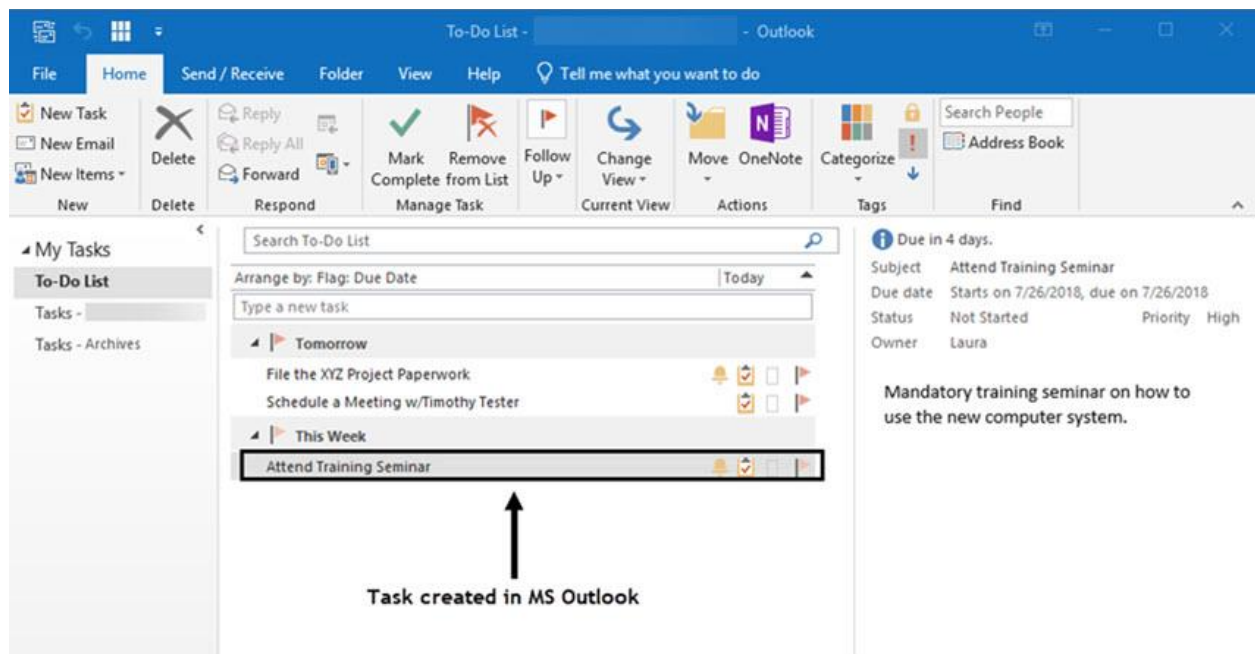 To-Do List - - Outlook
File Home Send / Receive Folder View Help Tell me what you want to do
New Task
New Email
New Items
New
Delete
Delete
Reply
Reply All
Forward
Respond
Mark Complete
Remove from List
Manage Task
Follow Up
Change View
Current View
Move
OneNote
Actions
Categorize
Tags
Search People
Address Book
Find
My Tasks
To-Do List
Tasks -
Tasks - Archives
Search To-Do List
Arrange by: Flag: Due Date Today
Type a new task
Tomorrow
File the XYZ Project Paperwork
Schedule a Meeting w/Timothy Tester
This Week
Attend Training Seminar
Task created in MS Outlook
Due in 4 days.
Subject Attend Training Seminar
Due date Starts on 7/26/2018, due on 7/26/2018
Status Not Started Priority High
Owner Laura
Mandatory training seminar on how to
use the new computer system.